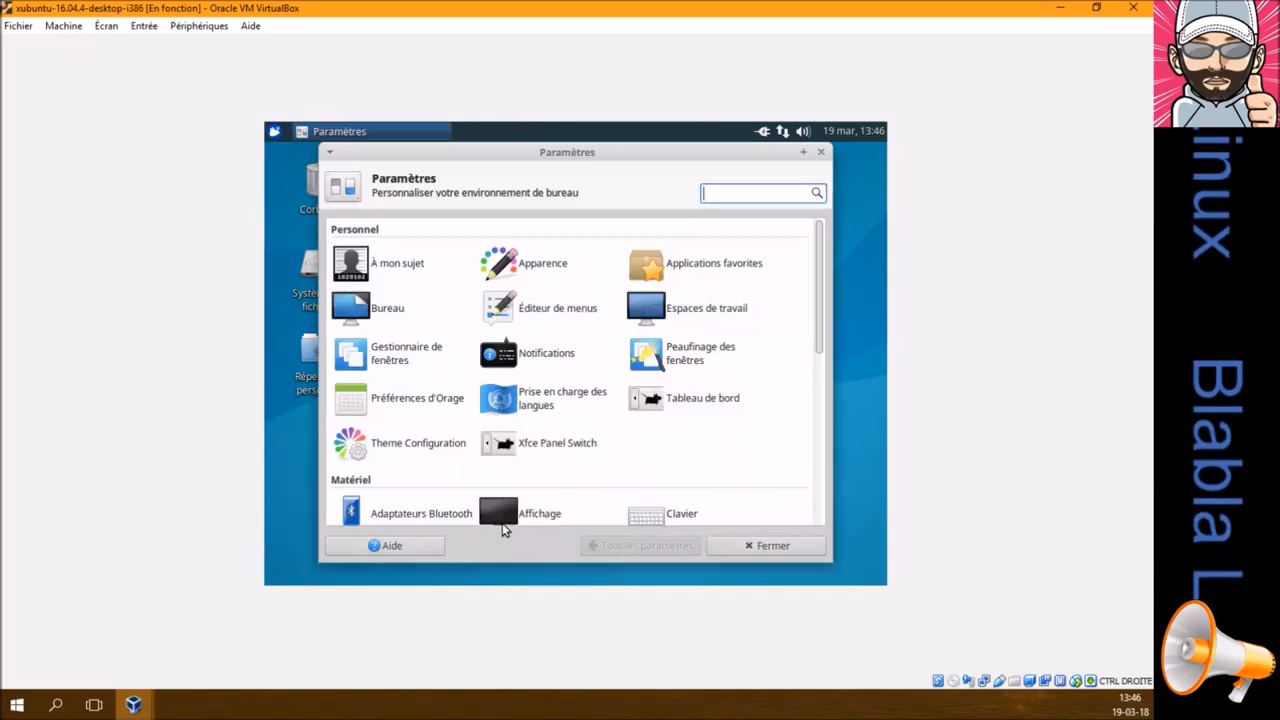 xubuntu-16.04.4-desktop-i386 [En fonction] - Oracle VM VirtualBox
Fichier Machine Écran Entrée Périphériques Aide
Paramètres
19 mar, 13:46
Paramètres
Paramètres
Personnaliser votre environnement de bureau
Personnel
À mon sujet
Apparence
Applications favorites
Bureau
Éditeur de menus
Espaces de travail
Gestionnaire de
fenêtres
Notifications
Peaufinage des
fenêtres
Préférences d'Orage
Prise en charge des
langues
Tableau de bord
Theme Configuration
Xfce Panel Switch
Matériel
Adaptateurs Bluetooth
Affichage
Clavier
Aide
Tous les paramètres
Fermer
CTRL DROITE
13:46
19-03-18
Blabla Linux